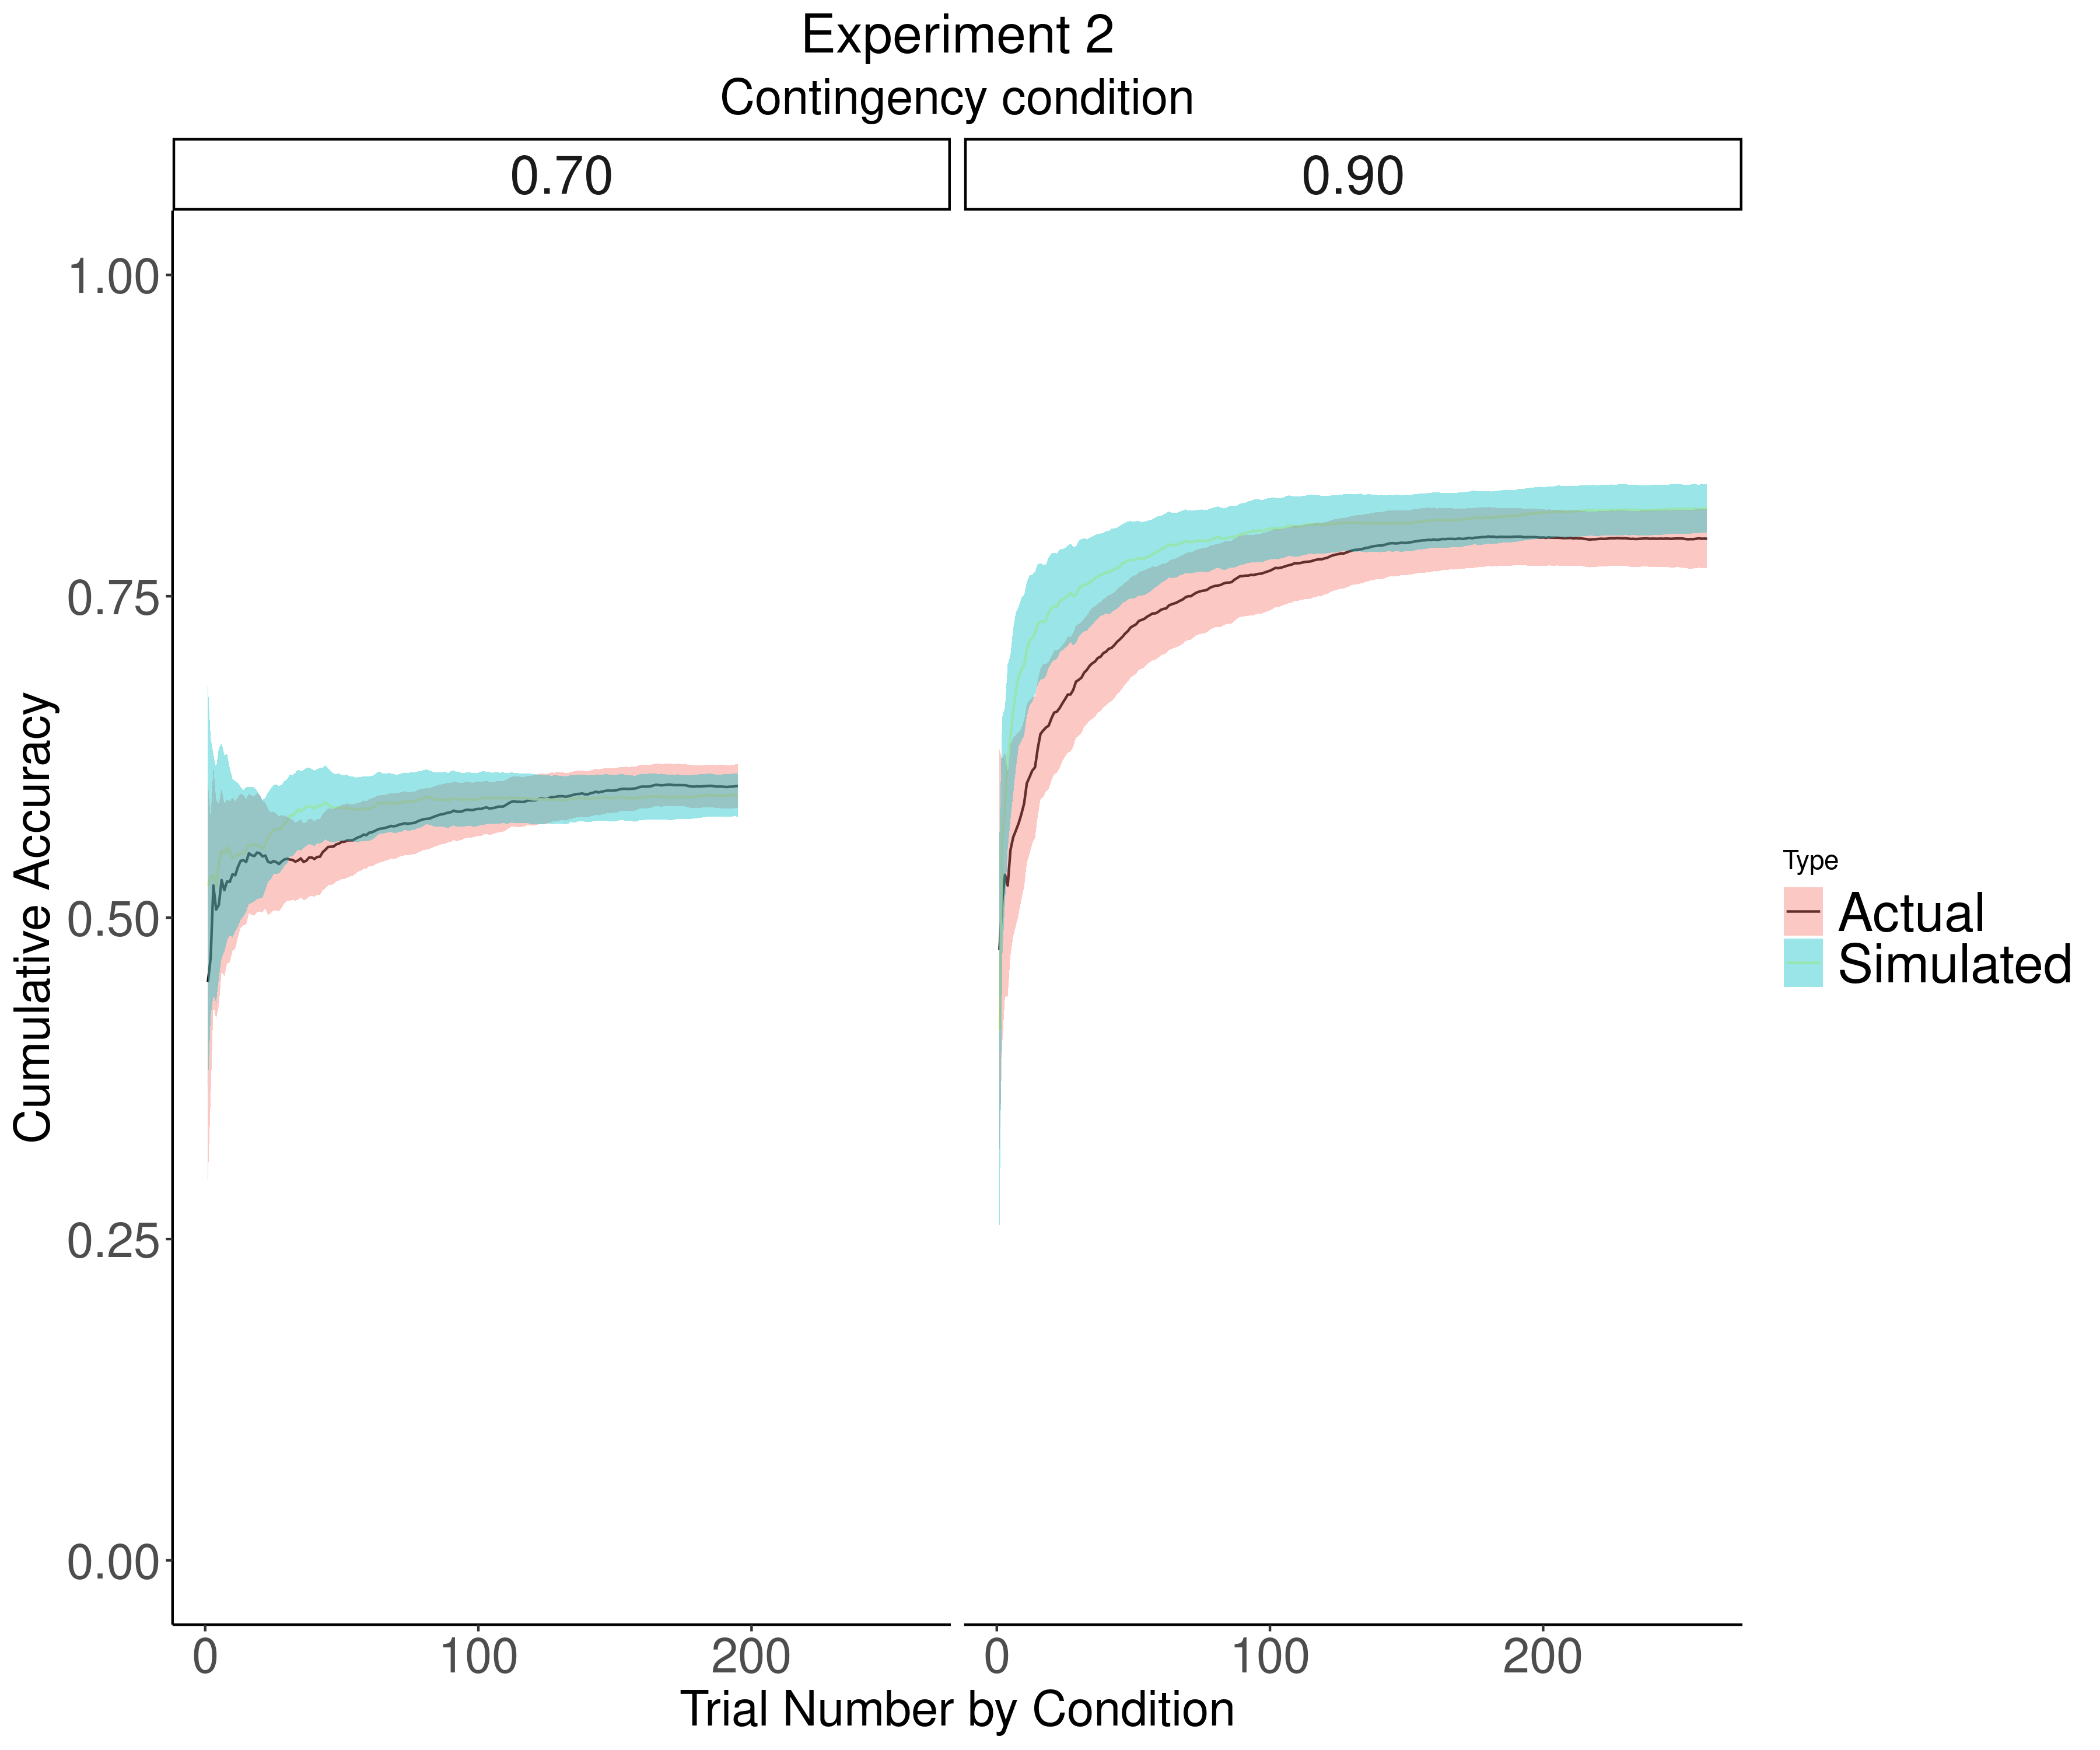 Experiment 2
Contingency condition
0.70
0.90
1.00
0.75
0.50
0.25
0.00
Cumulative Accuracy
0 100 200
0 100 200
Trial Number by Condition
Type
Actual
Simulated